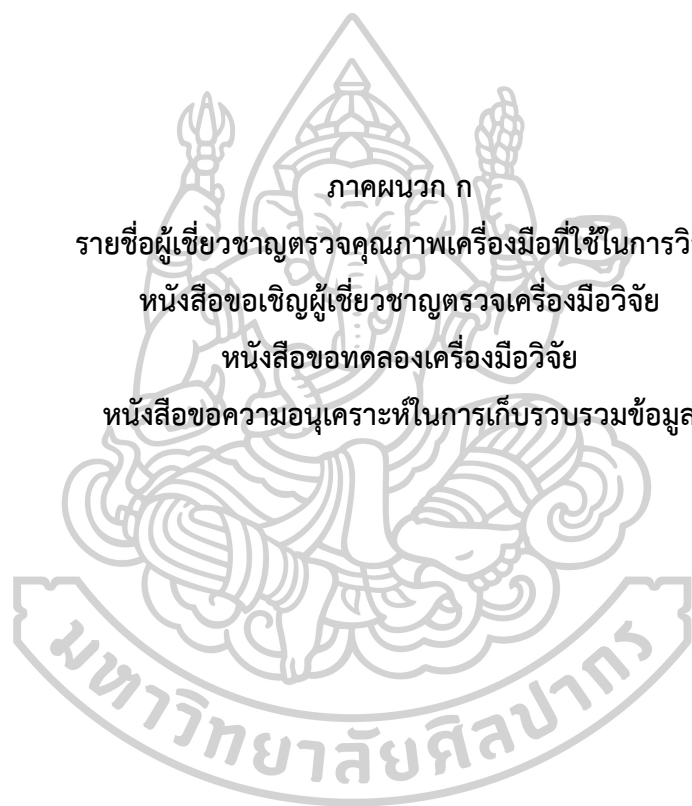 ภาคผนวก ก
รายชื่อผู้เชี่ยวชาญตรวจคุณภาพเครื่องมือที่ใช้ในการวิ
หนังสือขอเชิญผู้เชี่ยวชาญตรวจเครื่องมือวิจัย
หนังสือขอทดลองเครื่องมือวิจัย
หนังสือขอความอนุเคราะห์ในการเก็บรวบรวมข้อมูล
มหาวิทยาลัยศิลปากร